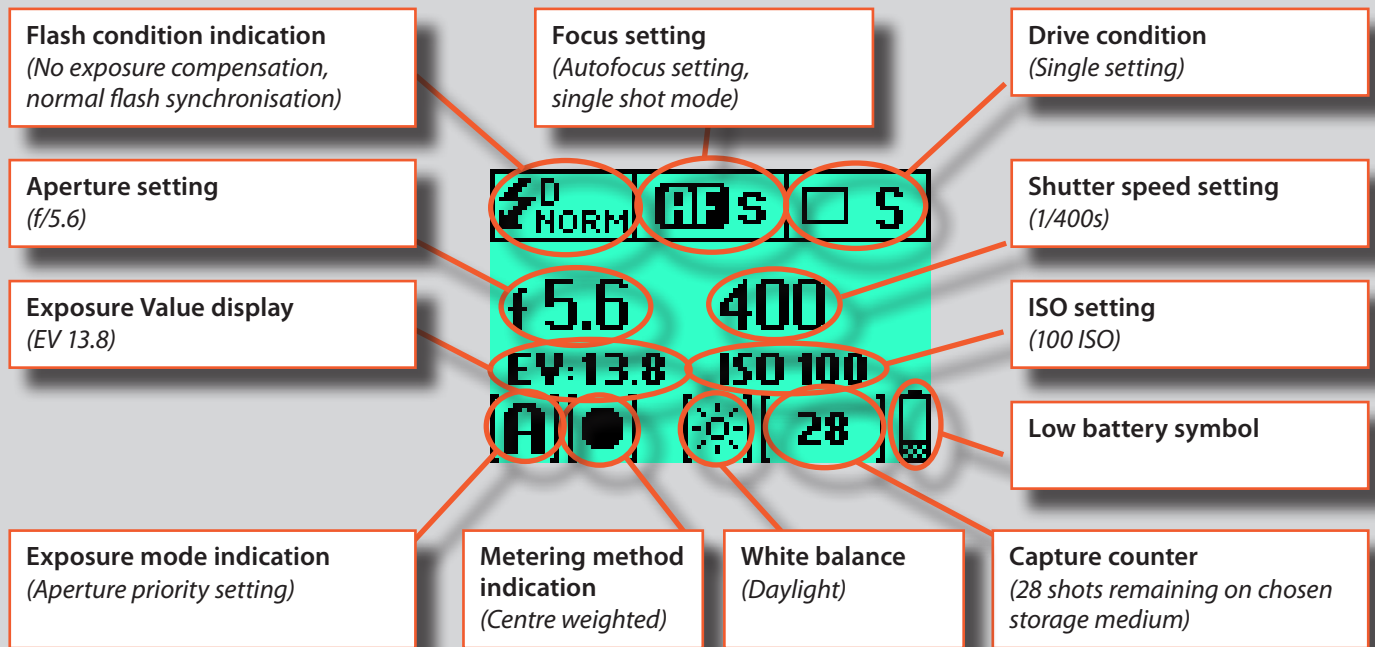 Flash condition indication
(No exposure compensation,
normal flash synchronisation)
Focus setting
(Autofocus setting,
single shot mode)
Drive condition
(Single setting)
Aperture setting
(f/5.6)
Shutter speed setting
(1/400s)
Exposure Value display
(EV 13.8)
ISO setting
(100 ISO)
Low battery symbol
D
NORM
AF S
S
f 5.6
400
EV:13.8
ISO 100
A
28
Exposure mode indication
(Aperture priority setting)
Metering method
indication
(Centre weighted)
White balance
(Daylight)
Capture counter
(28 shots remaining on chosen
storage medium)